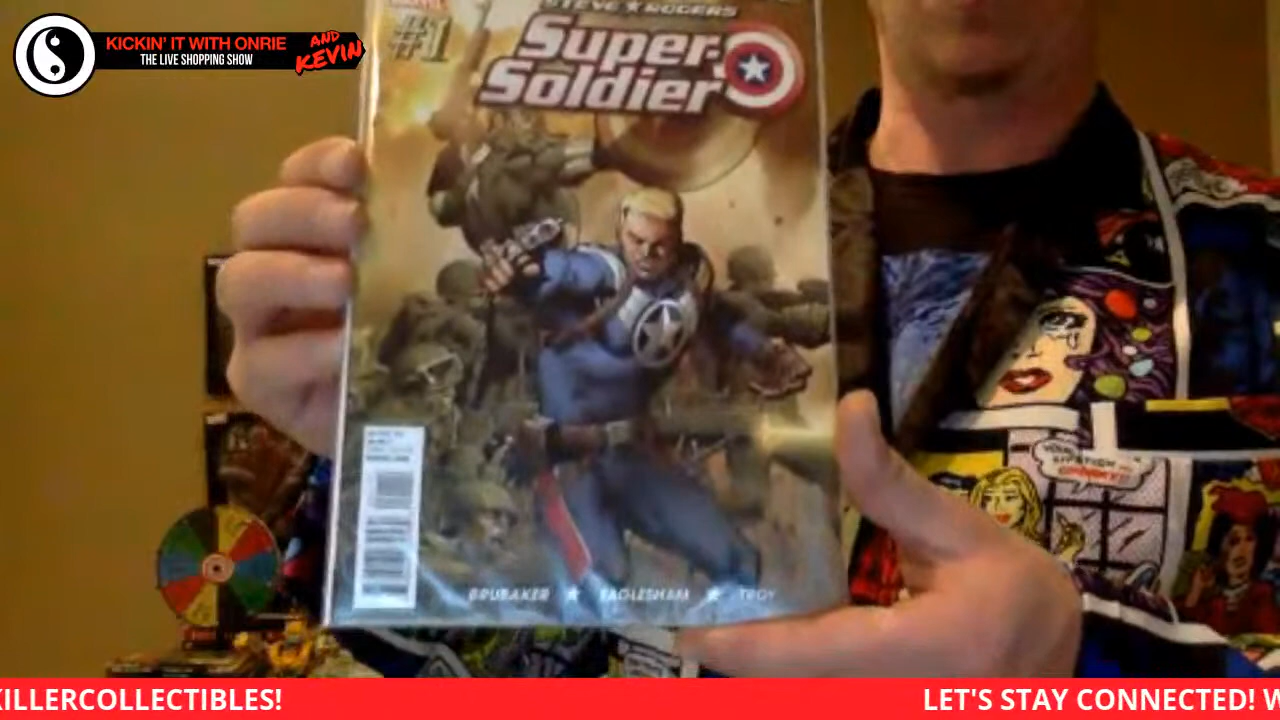 KICKIN' IT WITH ONRIE
AND
KEVIN
THE LIVE SHOPPING SHOW
MARVEL
#1
STEVE ★ ROGERS
Super-
Soldier
BRUBAKER ★ EAGLESHAM ★ TROY
KILLERCOLLECTIBLES!
LET'S STAY CONNECTED! W